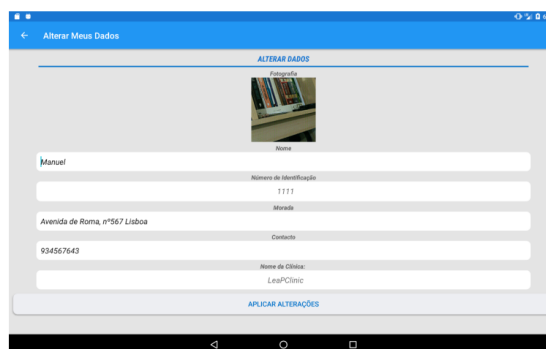 Alterar Meus Dados
ALTERAR DADOS
Fotografia
Nome
Manuel
Número de Identificação
1111
Morada
Avenida de Roma, nº567 Lisboa
Contacto
934567643
Nome da Clínica:
LeaPClinic
APLICAR ALTERAÇÕES